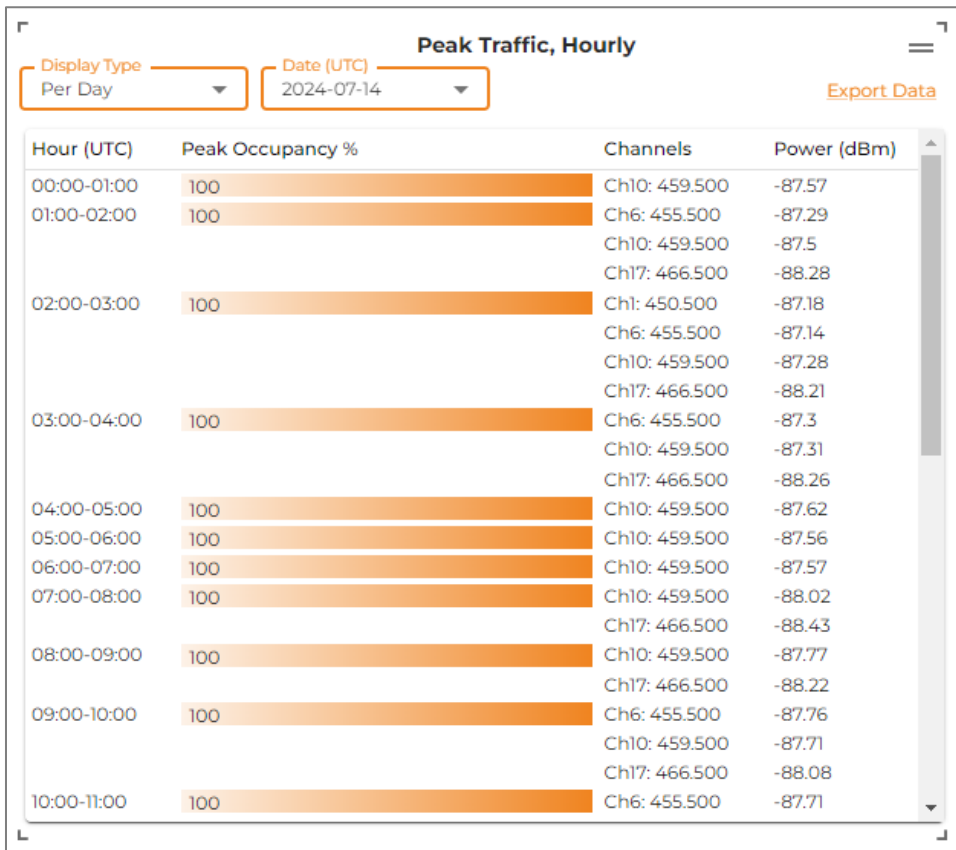 Peak Traffic, Hourly
Display Type
Per Day
Date (UTC)
2024-07-14
Export Data
Hour (UTC) Peak Occupancy % Channels Power (dBm)
00:00-01:00 100 Ch10: 459.500 -87.57
01:00-02:00 100 Ch6: 455.500 -87.29
Ch10: 459.500 -87.5
Ch17: 466.500 -88.28
02:00-03:00 100 Ch1: 450.500 -87.18
Ch6: 455.500 -87.14
Ch10: 459.500 -87.28
Ch17: 466.500 -88.21
03:00-04:00 100 Ch6: 455.500 -87.3
Ch10: 459.500 -87.31
Ch17: 466.500 -88.26
04:00-05:00 100 Ch10: 459.500 -87.62
05:00-06:00 100 Ch10: 459.500 -87.56
06:00-07:00 100 Ch10: 459.500 -87.57
07:00-08:00 100 Ch10: 459.500 -88.02
Ch17: 466.500 -88.43
08:00-09:00 100 Ch10: 459.500 -87.77
Ch17: 466.500 -88.22
09:00-10:00 100 Ch6: 455.500 -87.76
Ch10: 459.500 -87.71
Ch17: 466.500 -88.08
10:00-11:00 100 Ch6: 455.500 -87.71